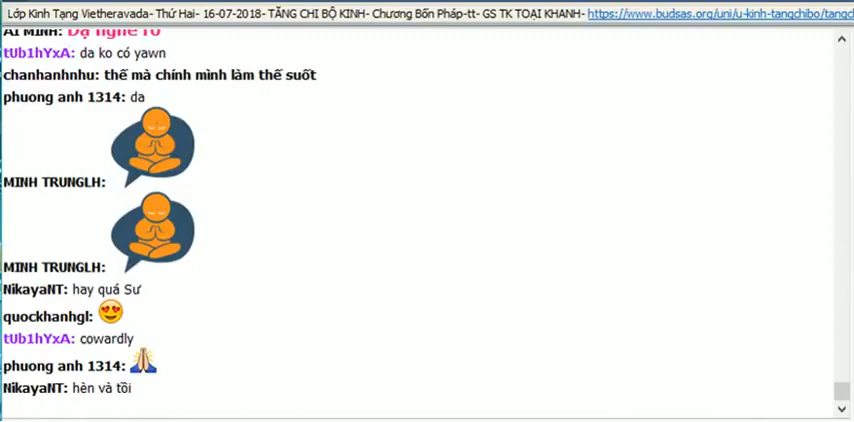 Lớp Kinh Tạng Vietheravada- Thứ Hai- 16-07-2018- TĂNG CHI BỘ KINH- Chương Bốn Pháp-tt- GS TK TOẠI KHANH- https://www.budsas.org/uni/u-kinh-tangchibo/tangc
AI MINH: Dạ nghe rõ
tUb1hYxA: da ko có yawn
chanhanhnhu: thế mà chính mình làm thế suốt
phuong anh 1314: da
MINH TRUNGLH:
MINH TRUNGLH:
NikayaNT: hay quá Sư
quockhanhgl:
tUb1hYxA: cowardly
phuong anh 1314:
NikayaNT: hèn và tồi